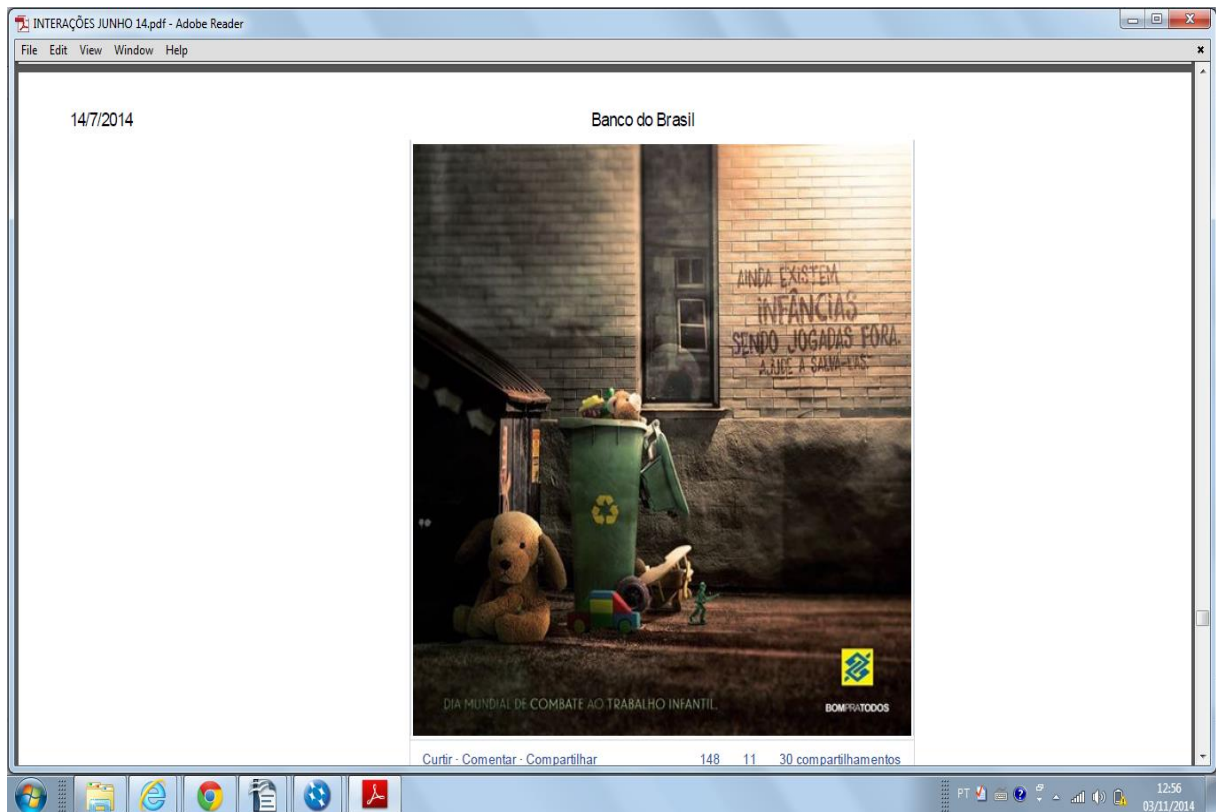 INTERAÇÕES JUNHO 14.pdf - Adobe Reader
File Edit View Window Help
14/7/2014
Banco do Brasil
AINDA EXISTEM
INFÂNCIAS
SENDO JOGADAS FORA.
AJUDE A SALVÁ-LAS.
DIA MUNDIAL DE COMBATE AO TRABALHO INFANTIL.
BOMPRATODOS
Curtir · Comentar · Compartilhar 148 11 30 compartilhamentos
PT
12:56
03/11/2014